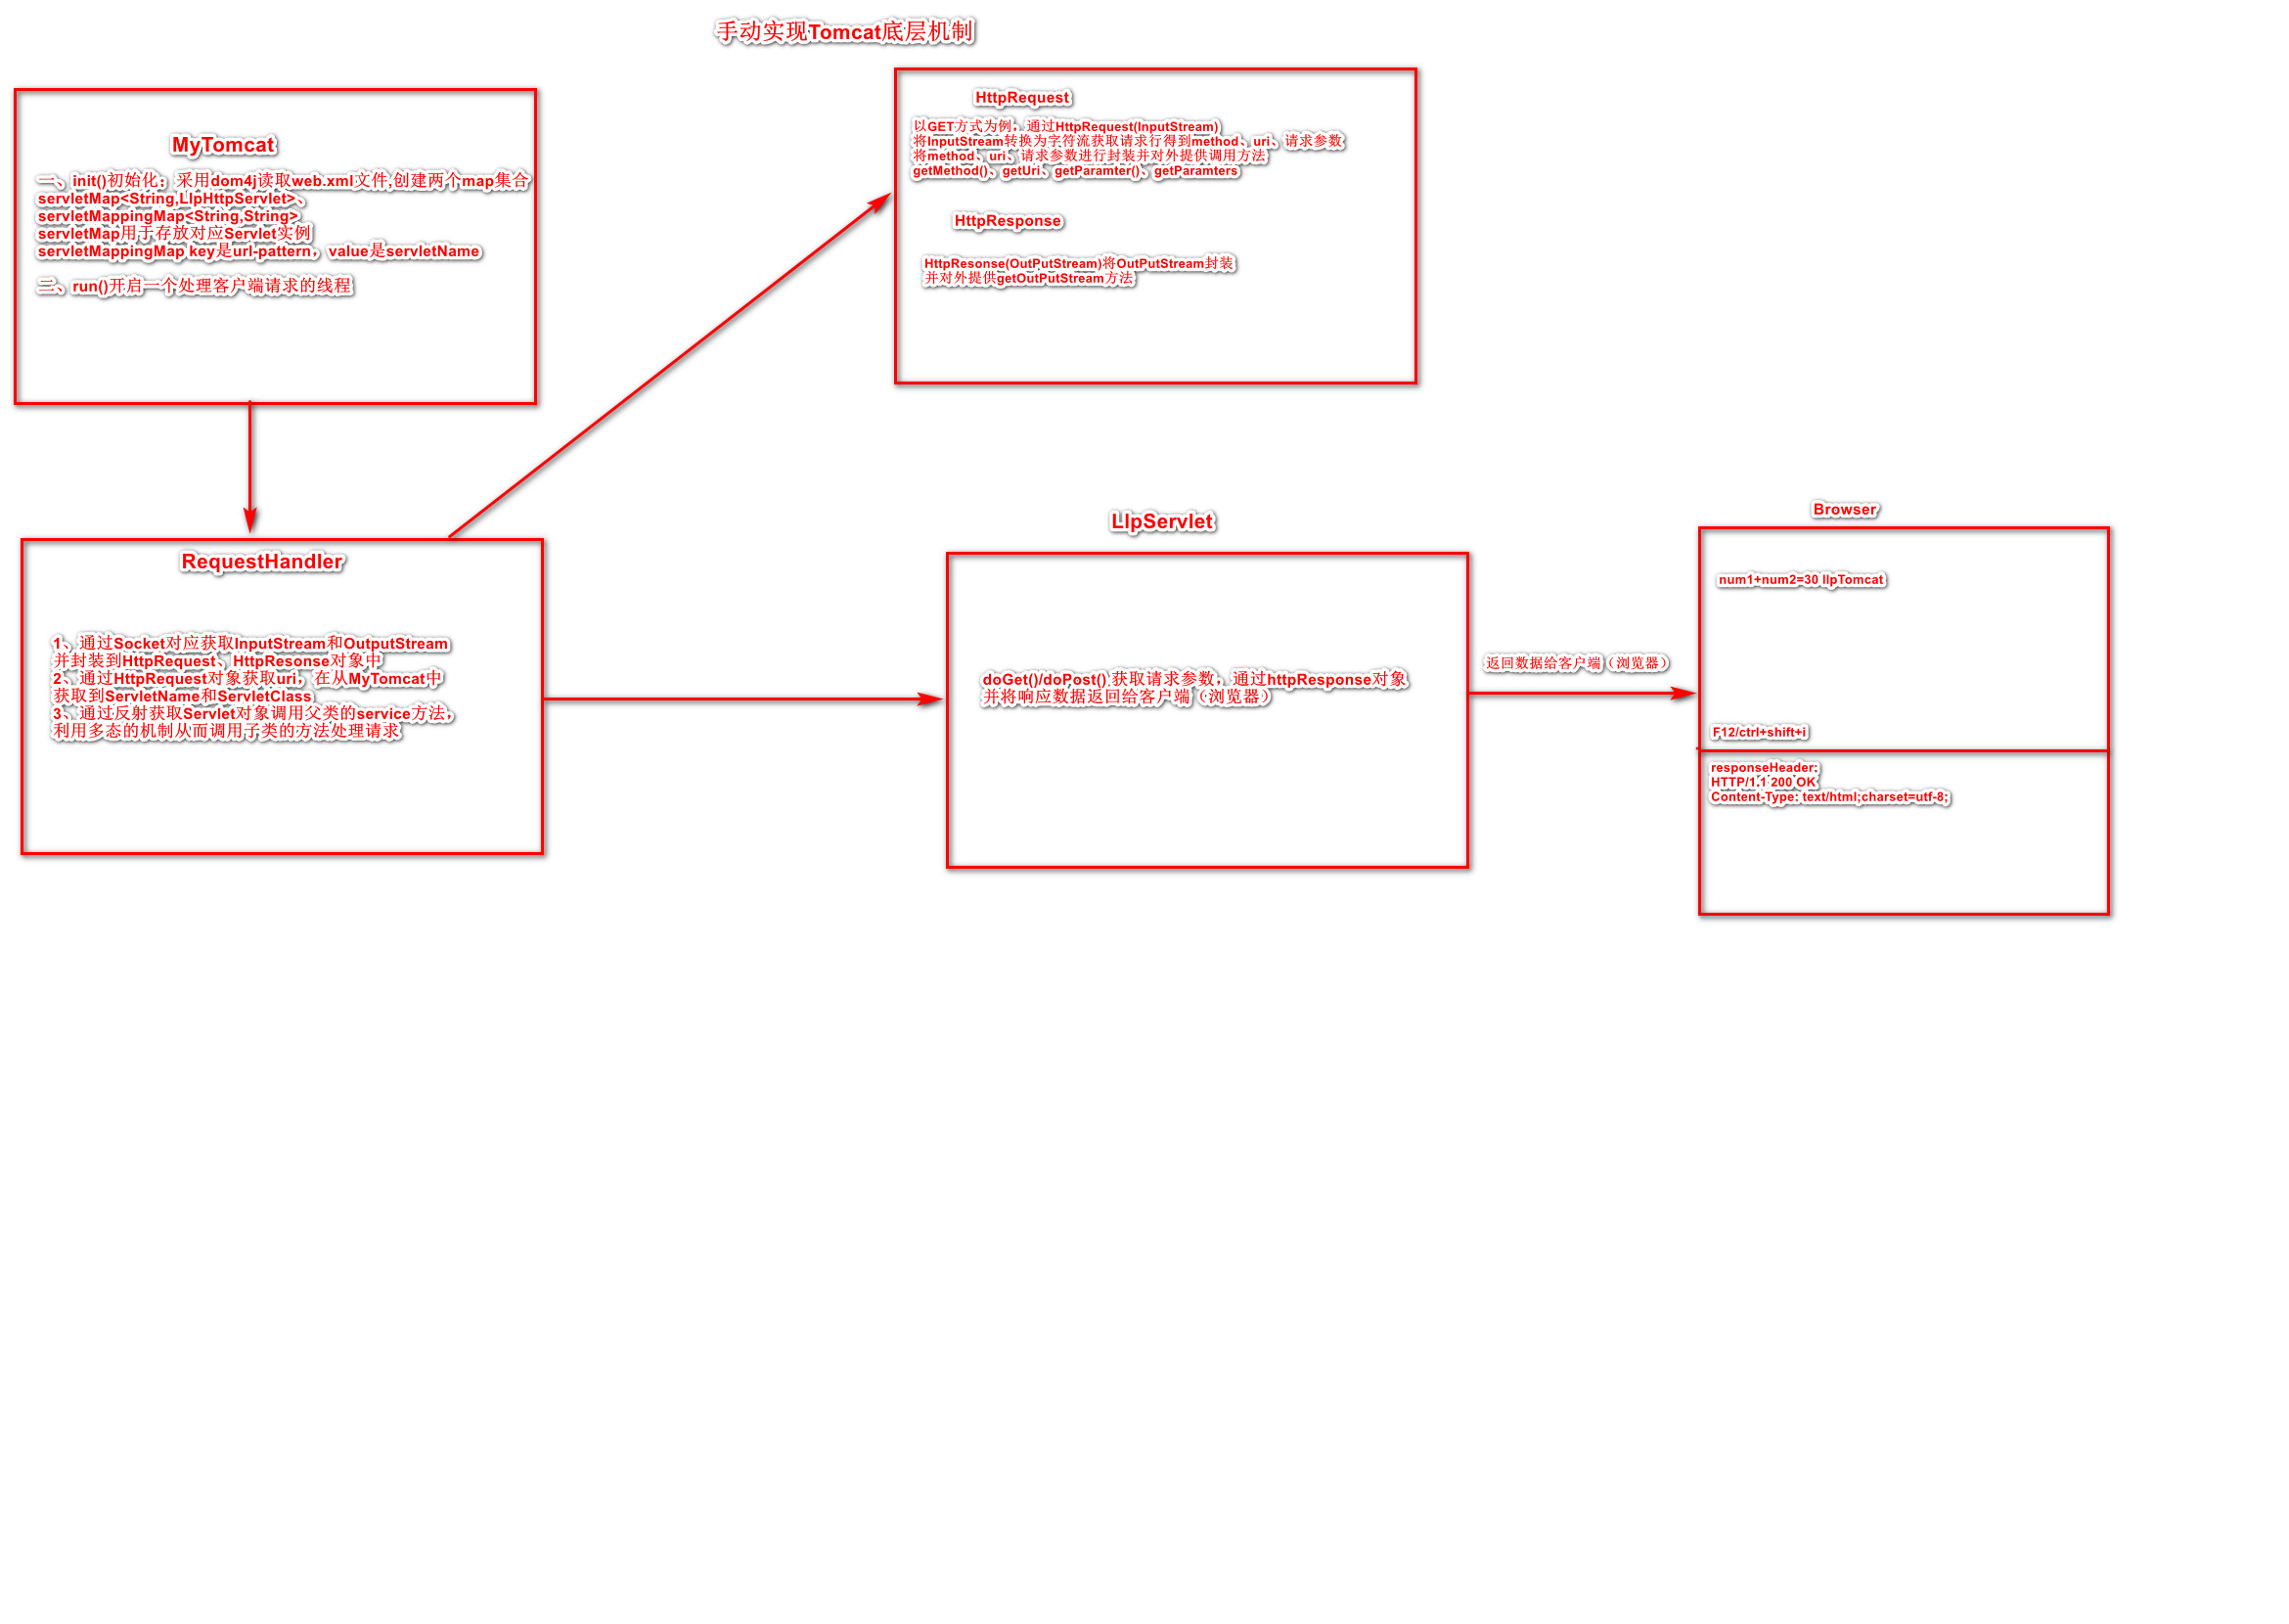 手动实现Tomcat底层机制
MyTomcat
一、init()初始化：采用dom4j读取web.xml文件,创建两个map集合
servletMap<String,LlpHttpServlet>、
servletMappingMap<String,String>
servletMap用于存放对应Servlet实例
servletMappingMap key是url-pattern，value是servletName
二、run()开启一个处理客户端请求的线程
HttpRequest
以GET方式为例，通过HttpRequest(InputStream)
将InputStream转换为字符流获取请求行得到method、uri、请求参数
将method、uri、请求参数进行封装并对外提供调用方法
getMethod()、getUri、getParamter()、getParamters
HttpResponse
HttpResonse(OutPutStream)将OutPutStream封装
并对外提供getOutPutStream方法
RequestHandler
1、通过Socket对应获取InputStream和OutputStream
并封装到HttpRequest、HttpResonse对象中
2、通过HttpRequest对象获取uri，在从MyTomcat中
获取到ServletName和ServletClass
3、通过反射获取Servlet对象调用父类的service方法，
利用多态的机制从而调用子类的方法处理请求
LlpServlet
doGet()/doPost() 获取请求参数，通过httpResponse对象
并将响应数据返回给客户端（浏览器）
返回数据给客户端（浏览器）
Browser
num1+num2=30 llpTomcat
F12/ctrl+shift+i
responseHeader:
HTTP/1.1 200 OK
Content-Type: text/html;charset=utf-8;